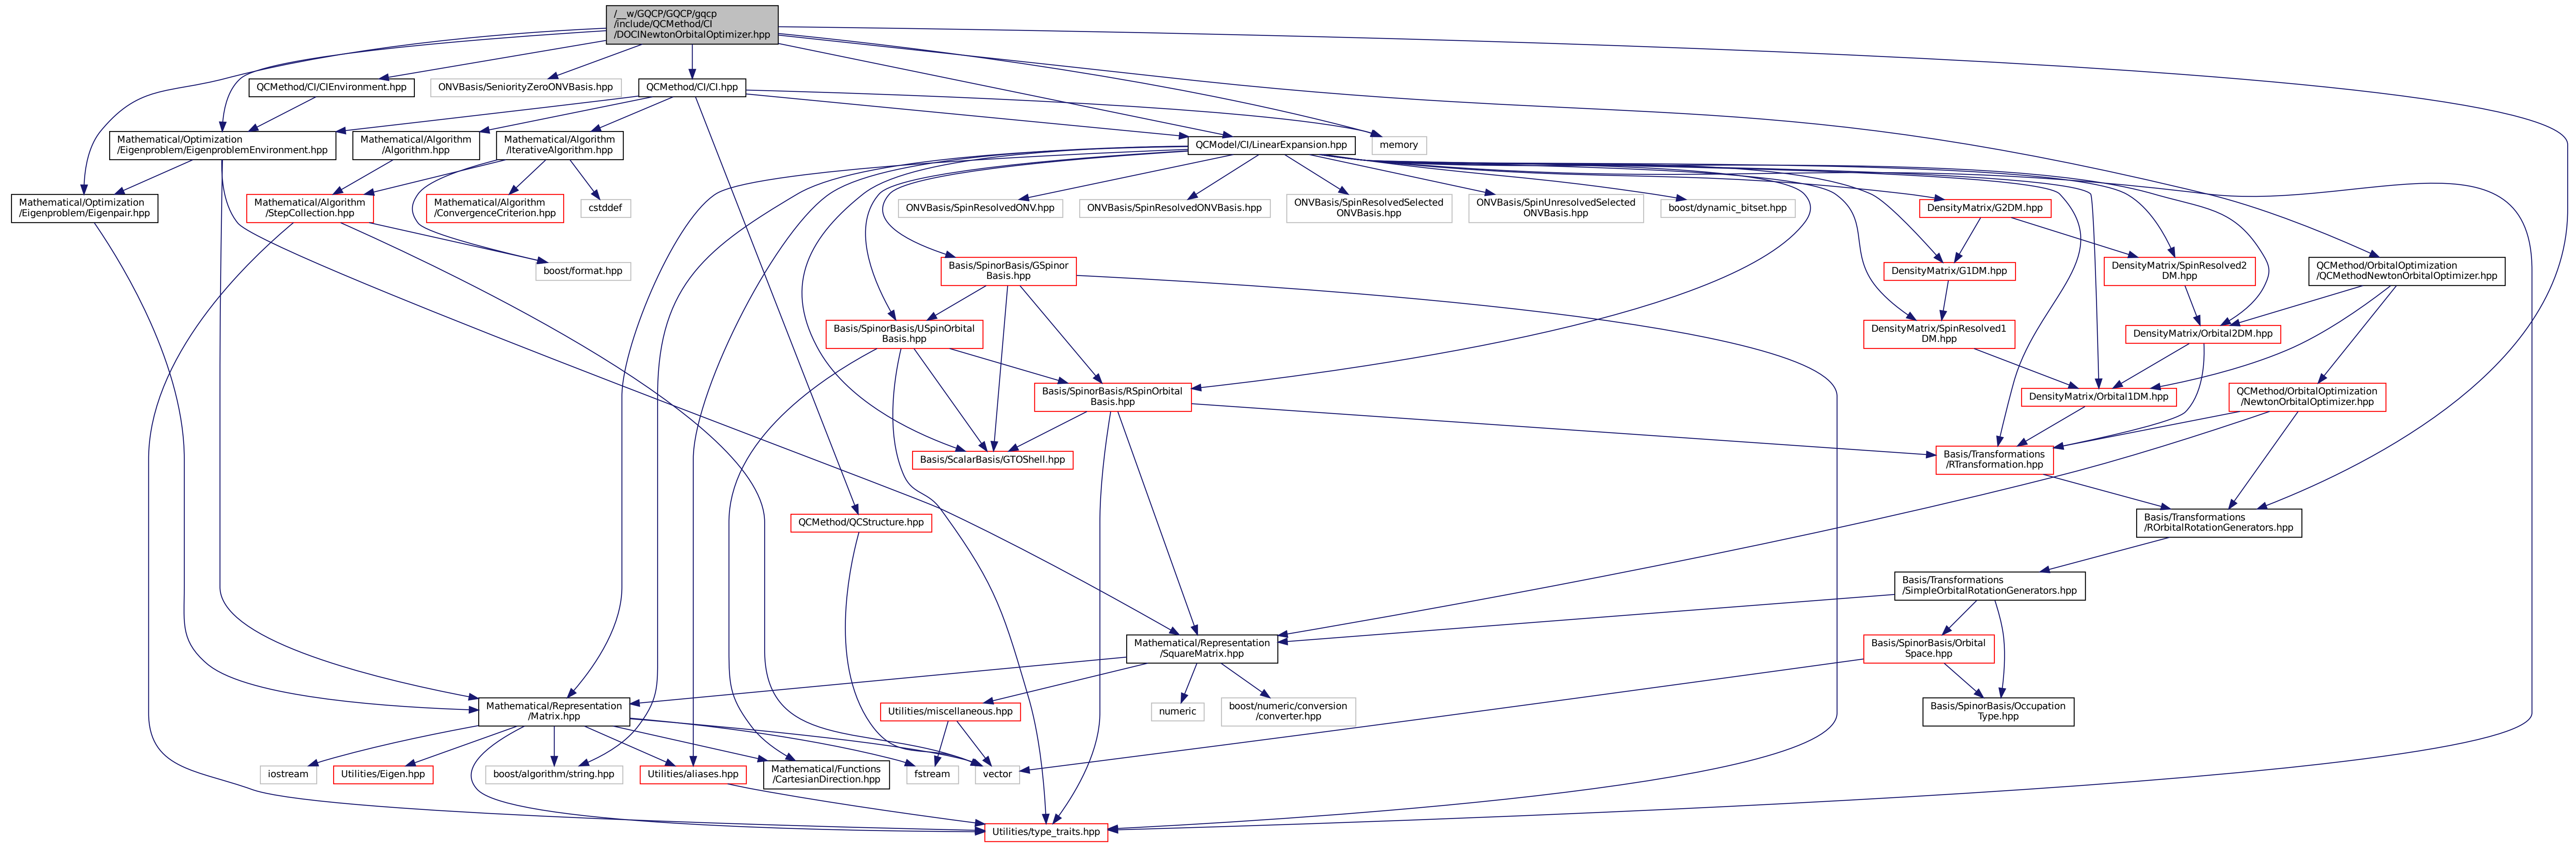 /__w/GQCP/GQCP/gqcp
/include/QCMethod/CI
/DOCINewtonOrbitalOptimizer.hpp
QCMethod/CI/CIEnvironment.hpp
ONVBasis/SeniorityZeroONVBasis.hpp
QCMethod/CI/CI.hpp
Mathematical/Optimization
/Eigenproblem/EigenproblemEnvironment.hpp
Mathematical/Algorithm
/Algorithm.hpp
Mathematical/Algorithm
/IterativeAlgorithm.hpp
QCModel/CI/LinearExpansion.hpp
memory
Mathematical/Optimization
/Eigenproblem/Eigenpair.hpp
Mathematical/Algorithm
/StepCollection.hpp
Mathematical/Algorithm
/ConvergenceCriterion.hpp
cstddef
ONVBasis/SpinResolvedONV.hpp
ONVBasis/SpinResolvedONVBasis.hpp
ONVBasis/SpinResolvedSelected
ONVBasis.hpp
ONVBasis/SpinUnresolvedSelected
ONVBasis.hpp
boost/dynamic_bitset.hpp
DensityMatrix/G2DM.hpp
boost/format.hpp
Basis/SpinorBasis/GSpinor
Basis.hpp
DensityMatrix/G1DM.hpp
DensityMatrix/SpinResolved2
DM.hpp
QCMethod/OrbitalOptimization
/QCMethodNewtonOrbitalOptimizer.hpp
Basis/SpinorBasis/USpinOrbital
Basis.hpp
DensityMatrix/SpinResolved1
DM.hpp
DensityMatrix/Orbital2DM.hpp
Basis/SpinorBasis/RSpinOrbital
Basis.hpp
DensityMatrix/Orbital1DM.hpp
QCMethod/OrbitalOptimization
/NewtonOrbitalOptimizer.hpp
Basis/ScalarBasis/GTOShell.hpp
Basis/Transformations
/RTransformation.hpp
QCMethod/QCStructure.hpp
Basis/Transformations
/ROrbitalRotationGenerators.hpp
Basis/Transformations
/SimpleOrbitalRotationGenerators.hpp
Mathematical/Representation
/SquareMatrix.hpp
Basis/SpinorBasis/Orbital
Space.hpp
Mathematical/Representation
/Matrix.hpp
Utilities/miscellaneous.hpp
numeric
boost/numeric/conversion
/converter.hpp
Basis/SpinorBasis/Occupation
Type.hpp
iostream
Utilities/Eigen.hpp
boost/algorithm/string.hpp
Utilities/aliases.hpp
Mathematical/Functions
/CartesianDirection.hpp
fstream
vector
Utilities/type_traits.hpp